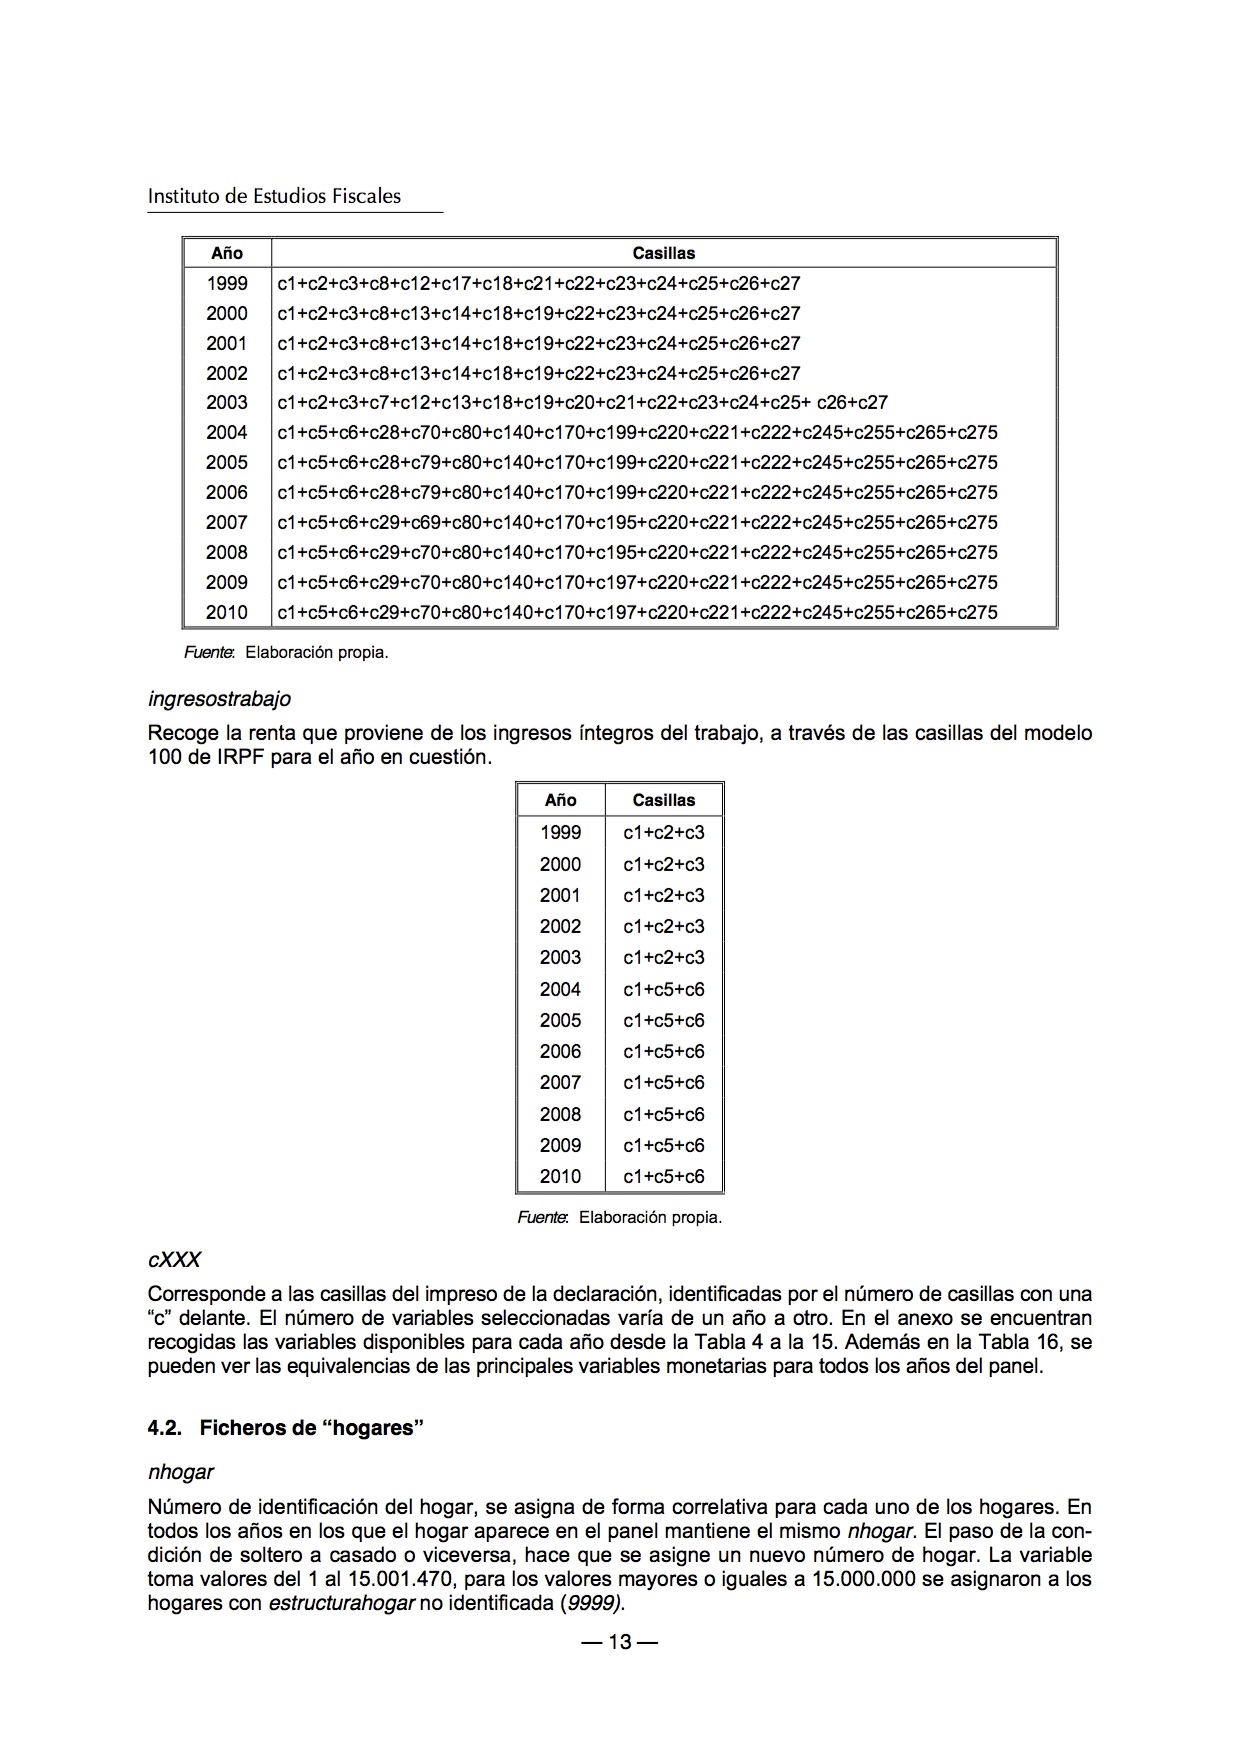 Instituto de Estudios Fiscales
Año Casillas
1999 c1+c2+c3+c8+c12+c17+c18+c21+c22+c23+c24+c25+c26+c27
2000 c1+c2+c3+c8+c13+c14+c18+c19+c22+c23+c24+c25+c26+c27
2001 c1+c2+c3+c8+c13+c14+c18+c19+c22+c23+c24+c25+c26+c27
2002 c1+c2+c3+c8+c13+c14+c18+c19+c22+c23+c24+c25+c26+c27
2003 c1+c2+c3+c7+c12+c13+c18+c19+c20+c21+c22+c23+c24+c25+ c26+c27
2004 c1+c5+c6+c28+c70+c80+c140+c170+c199+c220+c221+c222+c245+c255+c265+c275
2005 c1+c5+c6+c28+c79+c80+c140+c170+c199+c220+c221+c222+c245+c255+c265+c275
2006 c1+c5+c6+c28+c79+c80+c140+c170+c199+c220+c221+c222+c245+c255+c265+c275
2007 c1+c5+c6+c29+c69+c80+c140+c170+c195+c220+c221+c222+c245+c255+c265+c275
2008 c1+c5+c6+c29+c70+c80+c140+c170+c195+c220+c221+c222+c245+c255+c265+c275
2009 c1+c5+c6+c29+c70+c80+c140+c170+c197+c220+c221+c222+c245+c255+c265+c275
2010 c1+c5+c6+c29+c70+c80+c140+c170+c197+c220+c221+c222+c245+c255+c265+c275
Fuente: Elaboración propia.
ingresostrabajo
Recoge la renta que proviene de los ingresos íntegros del trabajo, a través de las casillas del modelo
100 de IRPF para el año en cuestión.
Año Casillas
1999 c1+c2+c3
2000 c1+c2+c3
2001 c1+c2+c3
2002 c1+c2+c3
2003 c1+c2+c3
2004 c1+c5+c6
2005 c1+c5+c6
2006 c1+c5+c6
2007 c1+c5+c6
2008 c1+c5+c6
2009 c1+c5+c6
2010 c1+c5+c6
Fuente: Elaboración propia.
cXXX
Corresponde a las casillas del impreso de la declaración, identificadas por el número de casillas con una
“c” delante. El número de variables seleccionadas varía de un año a otro. En el anexo se encuentran
recogidas las variables disponibles para cada año desde la Tabla 4 a la 15. Además en la Tabla 16, se
pueden ver las equivalencias de las principales variables monetarias para todos los años del panel.
4.2. Ficheros de “hogares”
nhogar
Número de identificación del hogar, se asigna de forma correlativa para cada uno de los hogares. En
todos los años en los que el hogar aparece en el panel mantiene el mismo nhogar. El paso de la con-
dición de soltero a casado o viceversa, hace que se asigne un nuevo número de hogar. La variable
toma valores del 1 al 15.001.470, para los valores mayores o iguales a 15.000.000 se asignaron a los
hogares con estructurahogar no identificada (9999).
— 13 —